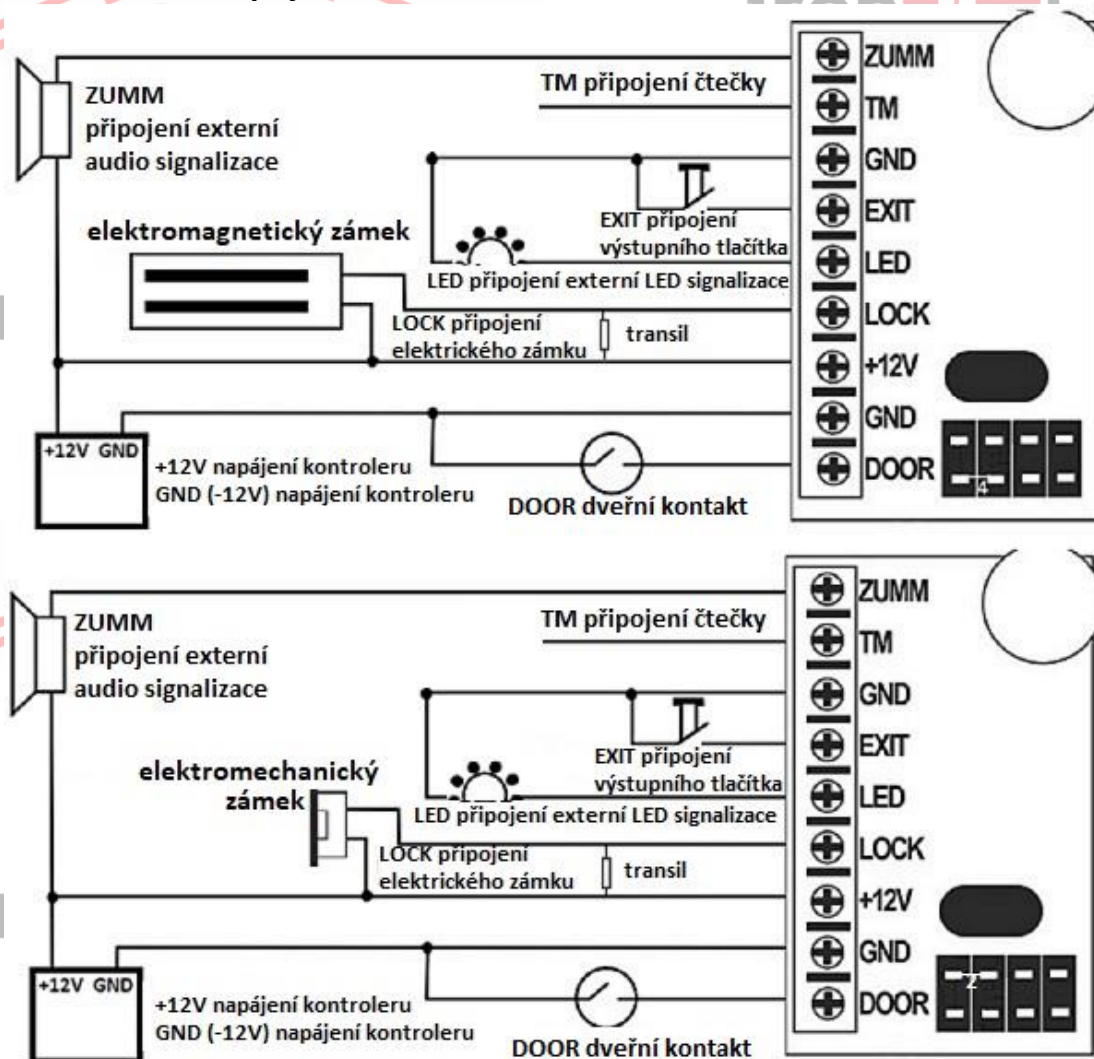 ZUMM
připojení externí
audio signalizace
TM připojení čtečky
elektromagnetický zámek
EXIT připojení
výstupního tlačítka
LED připojení externí LED signalizace
LOCK připojení
elektrického zámku
transil
+12V GND
+12V napájení kontroleru
GND (-12V) napájení kontroleru
DOOR dveřní kontakt
ZUMM
TM
GND
EXIT
LED
LOCK
+12V
GND
DOOR
4
ZUMM
připojení externí
audio signalizace
TM připojení čtečky
elektromechanický
zámek
EXIT připojení
výstupního tlačítka
LED připojení externí LED signalizace
LOCK připojení
elektrického zámku
transil
+12V GND
+12V napájení kontroleru
GND (-12V) napájení kontroleru
DOOR dveřní kontakt
ZUMM
TM
GND
EXIT
LED
LOCK
+12V
GND
DOOR
2